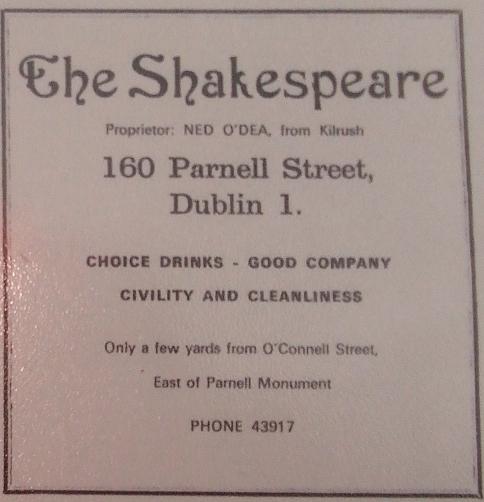 The Shakespeare
Proprietor: NED O'DEA, from Kilrush
160 Parnell Street,
Dublin 1.
CHOICE DRINKS - GOOD COMPANY
CIVILITY AND CLEANLINESS
Only a few yards from O'Connell Street,
East of Parnell Monument
PHONE 43917